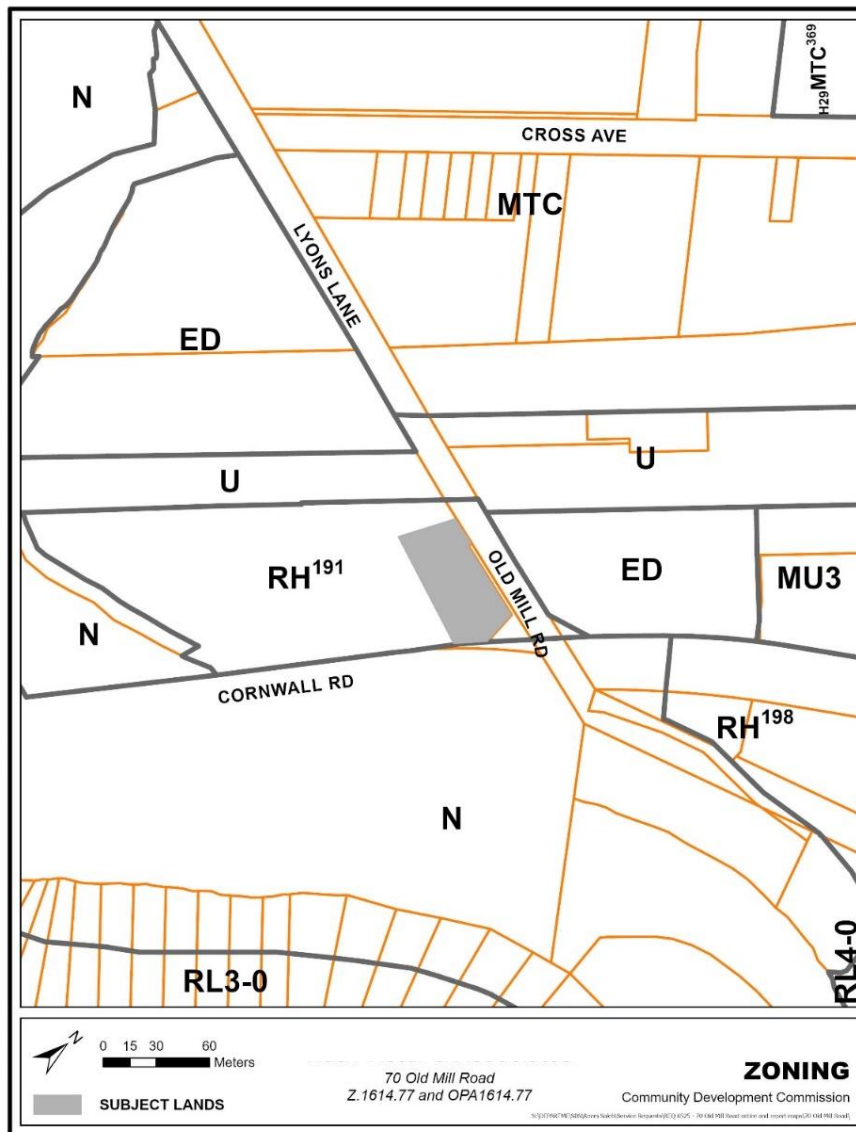 H29MTC369
N
CROSS AVE
MTC
LYONS LANE
ED
U
U
RH191
OLD MILL RD
ED
MU3
N
CORNWALL RD
RH198
N
RL4-0
RL3-0
N
0 15 30 60
Meters
SUBJECT LANDS
70 Old Mill Road
Z.1614.77 and OPA1614.77
ZONING
Community Development Commission